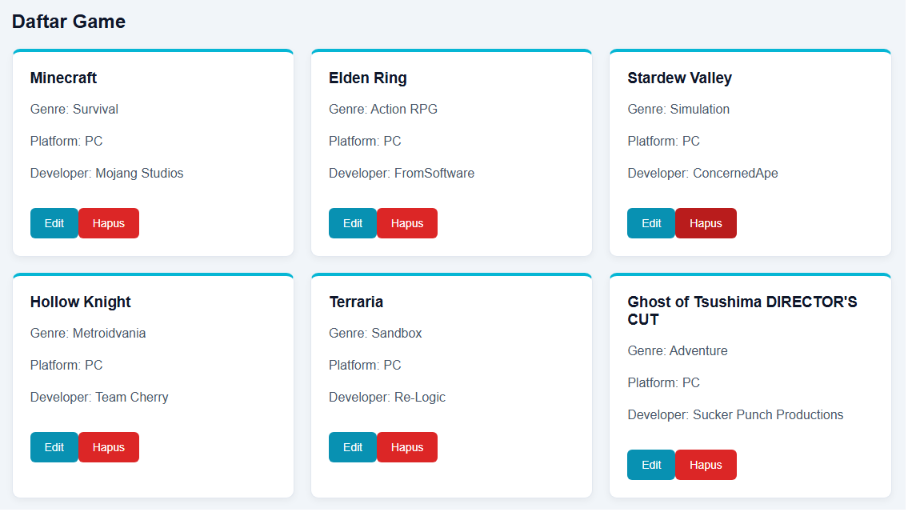 Daftar Game
Minecraft
Genre: Survival
Platform: PC
Developer: Mojang Studios
Edit
Hapus
Elden Ring
Genre: Action RPG
Platform: PC
Developer: FromSoftware
Edit
Hapus
Stardew Valley
Genre: Simulation
Platform: PC
Developer: ConcernedApe
Edit
Hapus
Hollow Knight
Genre: Metroidvania
Platform: PC
Developer: Team Cherry
Edit
Hapus
Terraria
Genre: Sandbox
Platform: PC
Developer: Re-Logic
Edit
Hapus
Ghost of Tsushima DIRECTOR'S
CUT
Genre: Adventure
Platform: PC
Developer: Sucker Punch Productions
Edit
Hapus